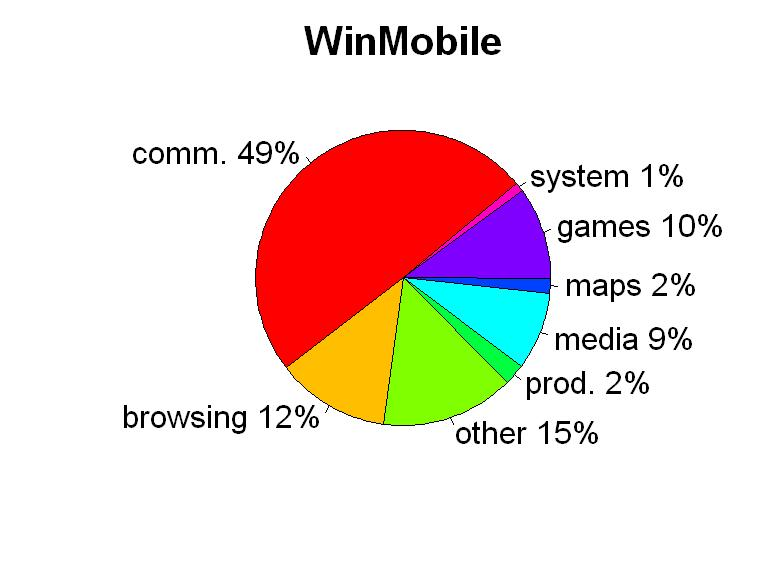 WinMobile
comm. 49%
system 1%
games 10%
maps 2%
media 9%
prod. 2%
browsing 12%
other 15%